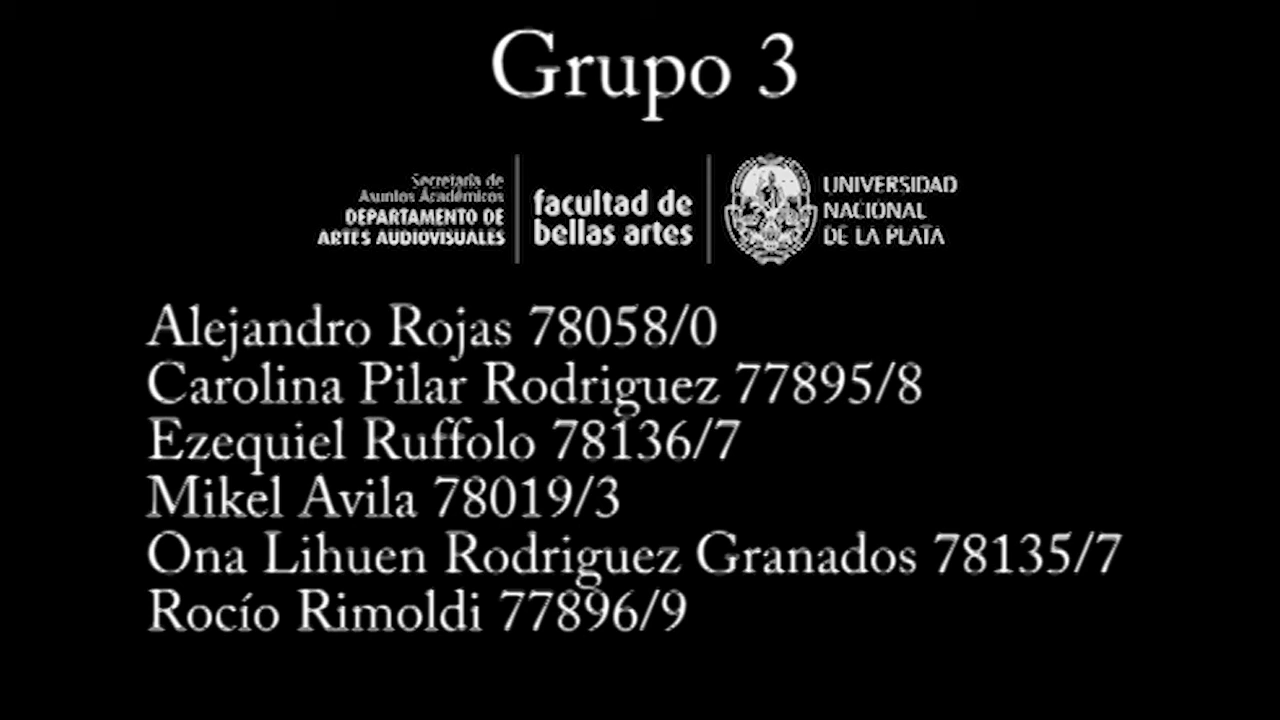 Grupo 3
Secretaría de
Asuntos Académicos
DEPARTAMENTO DE
ARTES AUDIOVISUALES
facultad de
bellas artes
UNIVERSIDAD
NACIONAL
DE LA PLATA
Alejandro Rojas 78058/0
Carolina Pilar Rodriguez 77895/8
Ezequiel Ruffolo 78136/7
Mikel Avila 78019/3
Ona Lihuen Rodriguez Granados 78135/7
Rocío Rimoldi 77896/9